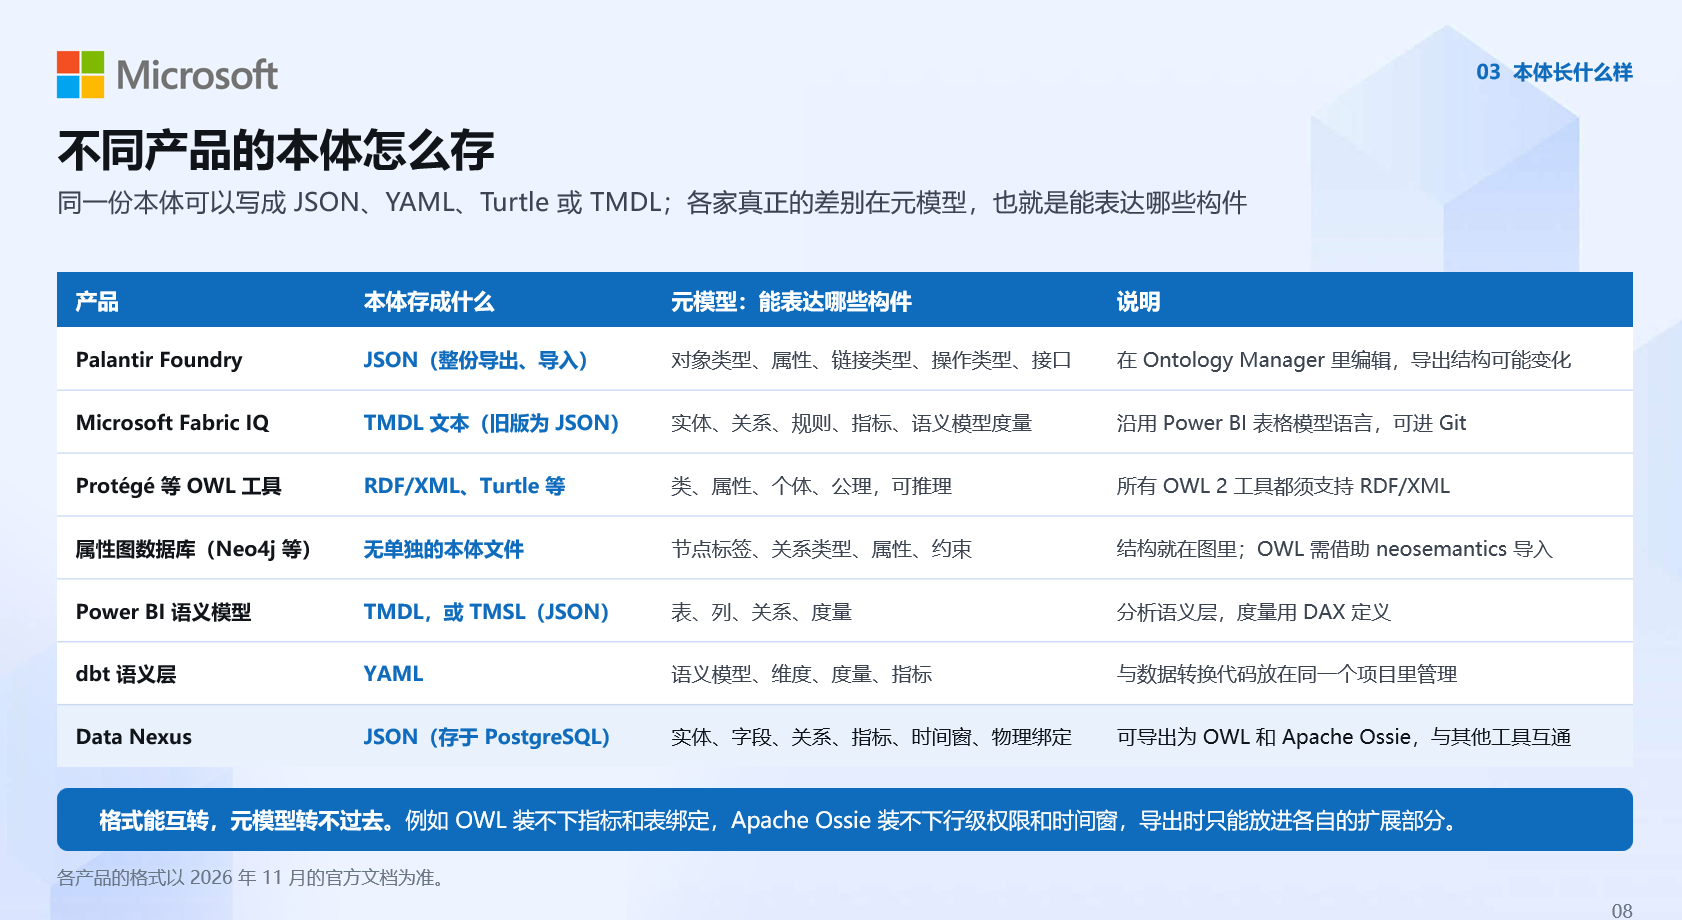 Microsoft
03 本体长什么样
不同产品的本体怎么存
同一份本体可以写成 JSON、YAML、Turtle 或 TMDL；各家真正的差别在元模型，也就是能表达哪些构件
产品 本体存成什么 元模型：能表达哪些构件 说明
Palantir Foundry JSON（整份导出、导入） 对象类型、属性、链接类型、操作类型、接口 在 Ontology Manager 里编辑，导出结构可能变化
Microsoft Fabric IQ TMDL 文本（旧版为 JSON） 实体、关系、规则、指标、语义模型度量 沿用 Power BI 表格模型语言，可进 Git
Protégé 等 OWL 工具 RDF/XML、Turtle 等 类、属性、个体、公理，可推理 所有 OWL 2 工具都须支持 RDF/XML
属性图数据库（Neo4j 等） 无单独的本体文件 节点标签、关系类型、属性、约束 结构就在图里；OWL 需借助 neosemantics 导入
Power BI 语义模型 TMDL，或 TMSL（JSON） 表、列、关系、度量 分析语义层，度量用 DAX 定义
dbt 语义层 YAML 语义模型、维度、度量、指标 与数据转换代码放在同一个项目里管理
Data Nexus JSON（存于 PostgreSQL） 实体、字段、关系、指标、时间窗、物理绑定 可导出为 OWL 和 Apache Ossie，与其他工具互通
格式能互转，元模型转不过去。例如 OWL 装不下指标和表绑定，Apache Ossie 装不下行级权限和时间窗，导出时只能放进各自的扩展部分。
各产品的格式以 2026 年 11 月的官方文档为准。
08